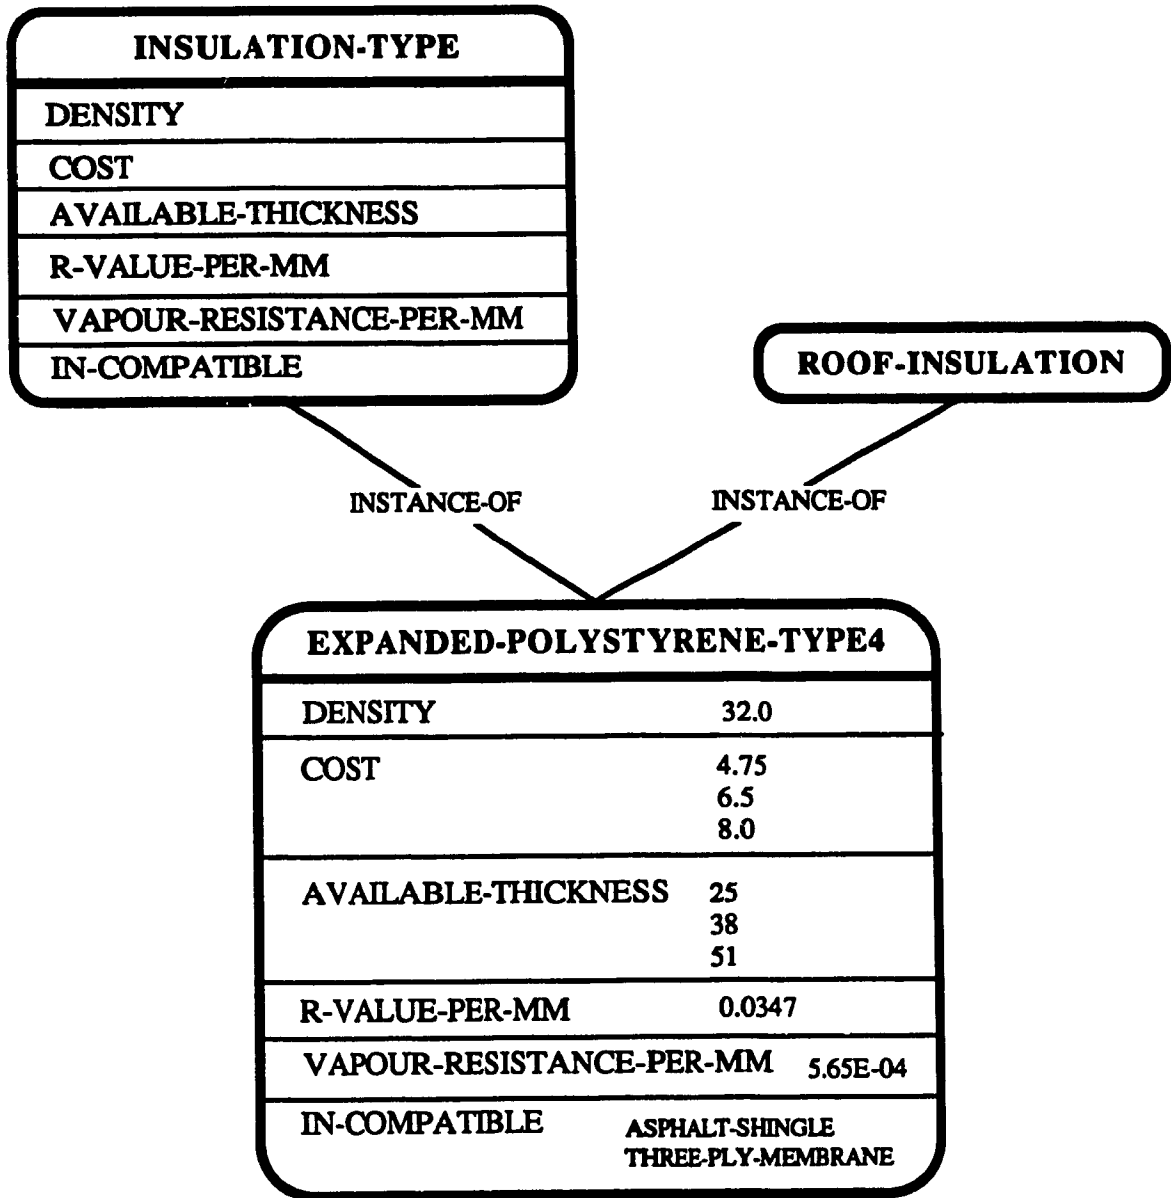 INSULATION-TYPE
DENSITY
COST
AVAILABLE-THICKNESS
R-VALUE-PER-MM
VAPOUR-RESISTANCE-PER-MM
IN-COMPATIBLE
ROOF-INSULATION
INSTANCE-OF
INSTANCE-OF
EXPANDED-POLYSTYRENE-TYPE4
DENSITY 32.0
COST 4.75
6.5
8.0
AVAILABLE-THICKNESS 25
38
51
R-VALUE-PER-MM 0.0347
VAPOUR-RESISTANCE-PER-MM 5.65E-04
IN-COMPATIBLE ASPHALT-SHINGLE
THREE-PLY-MEMBRANE